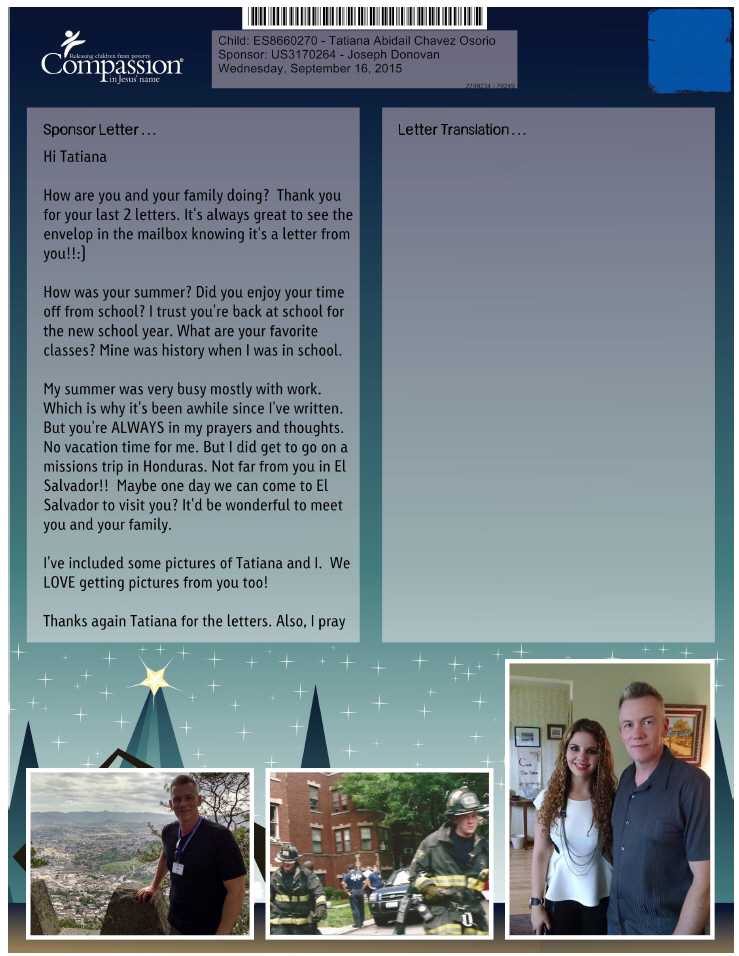 Releasing children from poverty
Compassion®
in Jesus' name
Child: ES8660270 - Tatiana Abidail Chavez Osorio
Sponsor: US3170264 - Joseph Donovan
Wednesday, September 16, 2015
2749204 / 79249
Sponsor Letter...
Hi Tatiana
How are you and your family doing? Thank you
for your last 2 letters. It's always great to see the
envelop in the mailbox knowing it's a letter from
you!!:)
How was your summer? Did you enjoy your time
off from school? I trust you're back at school for
the new school year. What are your favorite
classes? Mine was history when I was in school.
My summer was very busy mostly with work.
Which is why it's been awhile since I've written.
But you're ALWAYS in my prayers and thoughts.
No vacation time for me. But I did get to go on a
missions trip in Honduras. Not far from you in El
Salvador!! Maybe one day we can come to El
Salvador to visit you? It'd be wonderful to meet
you and your family.
I've included some pictures of Tatiana and I. We
LOVE getting pictures from you too!
Thanks again Tatiana for the letters. Also, I pray
Letter Translation...